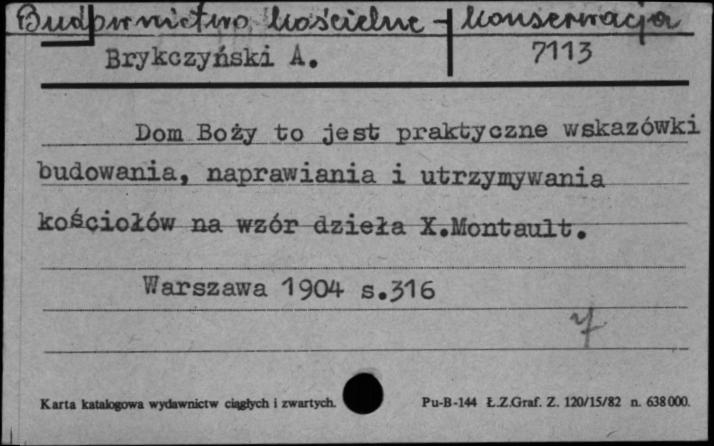 Budownictwo kościelne - konserwacja
Brykczyński A. 7113
Dom Boży to jest praktyczne wskazówki
budowania, naprawiania i utrzymywania
kościołów na wzór dzieła X.Montault.
Warszawa 1904 s.316
Karta katalogowa wydawnictw ciągłych i zwartych. Pu-B-144 Ł.Z.Graf. Z. 120/15/82 n. 638000.